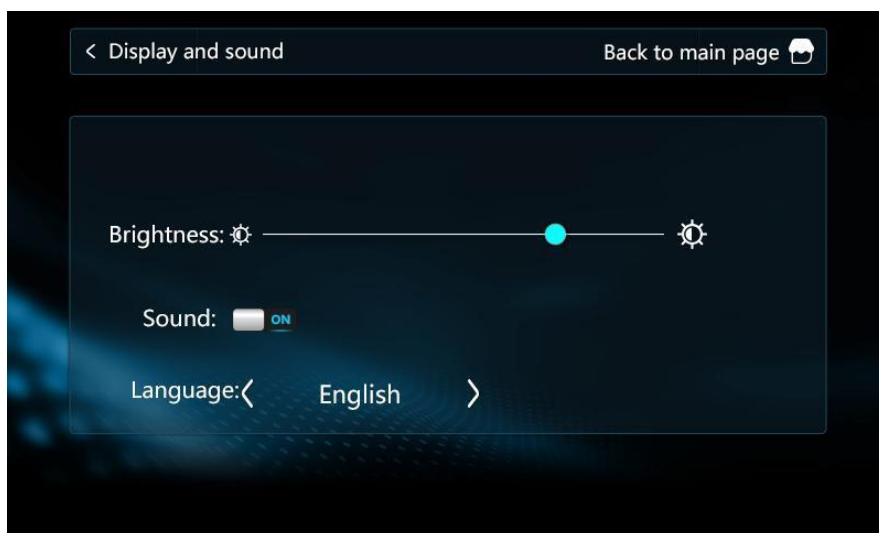 < Display and sound Back to main page
Brightness:
Sound: ON
Language: English